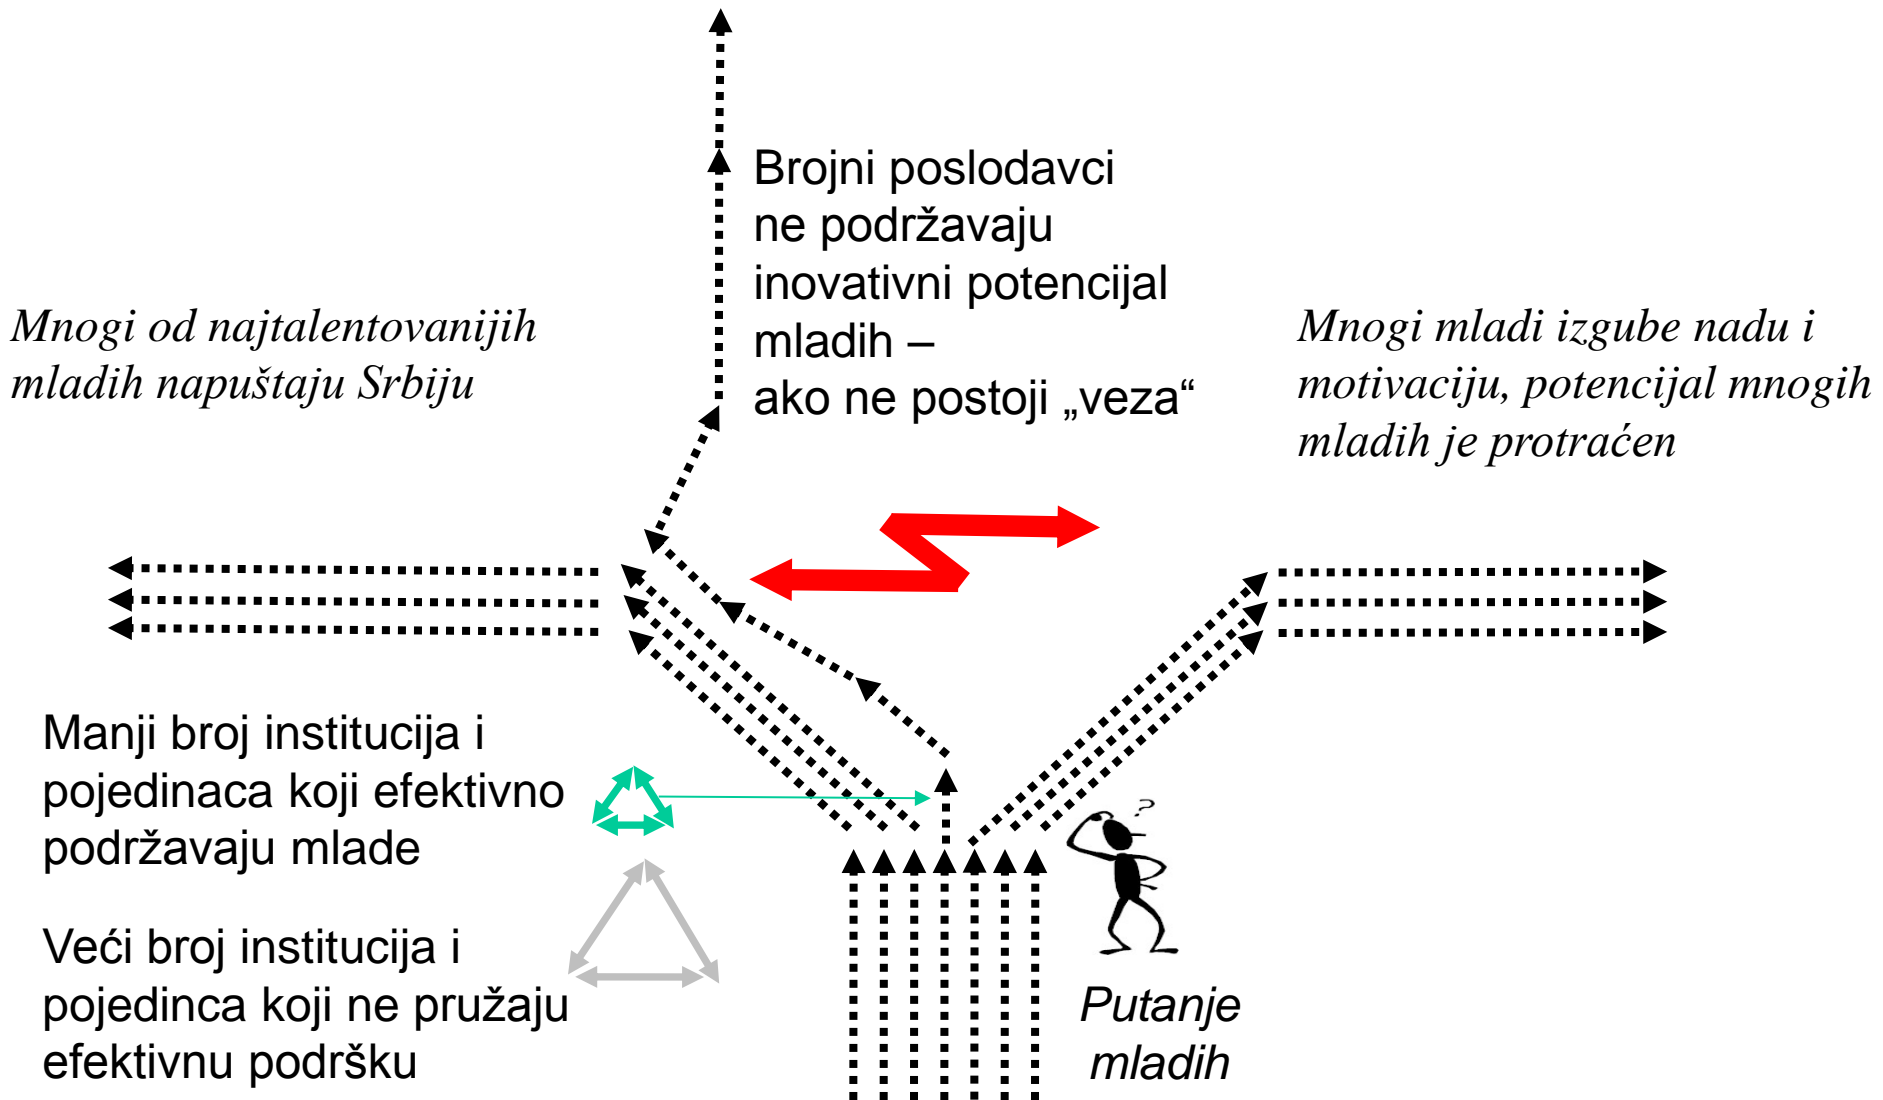 Brojni poslodavci
ne podržavaju
inovativni potencijal
mladih –
ako ne postoji „veza“
Mnogi od najtalentovanijih
mladih napuštaju Srbiju
Mnogi mladi izgube nadu i
motivaciju, potencijal mnogih
mladih je protraćen
Manji broj institucija i
pojedinaca koji efektivno
podržavaju mlade
?
Veći broj institucija i
pojedinca koji ne pružaju
efektivnu podršku
Putanje
mladih